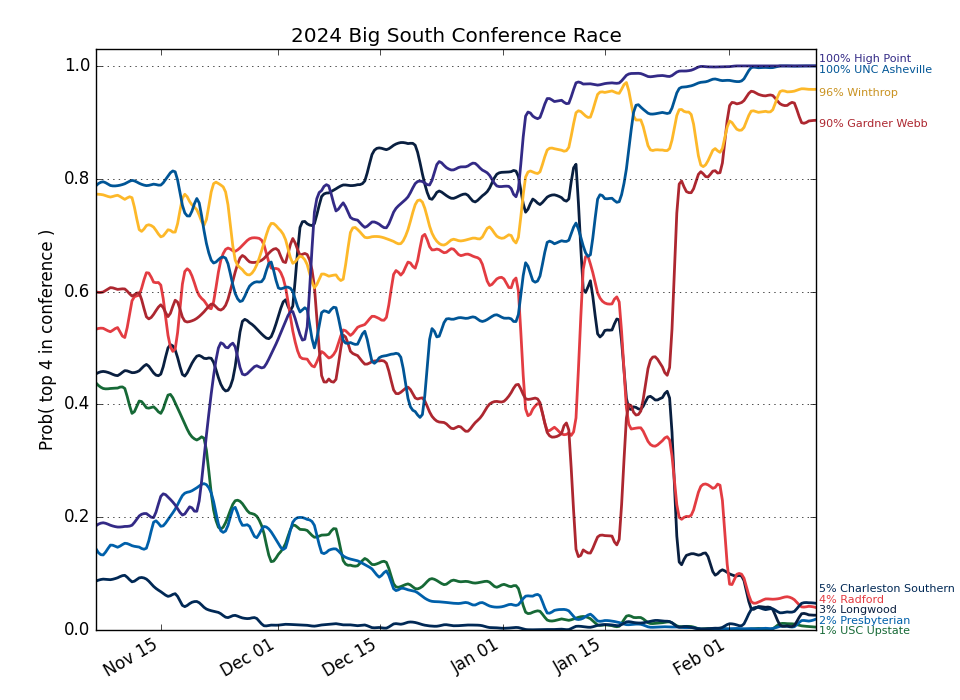 2024 Big South Conference Race
Prob( top 4 in conference )
1.0
0.8
0.6
0.4
0.2
0.0
Nov 15
Dec 01
Dec 15
Jan 01
Jan 15
Feb 01
100% High Point
100% UNC Asheville
96% Winthrop
90% Gardner Webb
5% Charleston Southern
4% Radford
3% Longwood
2% Presbyterian
1% USC Upstate